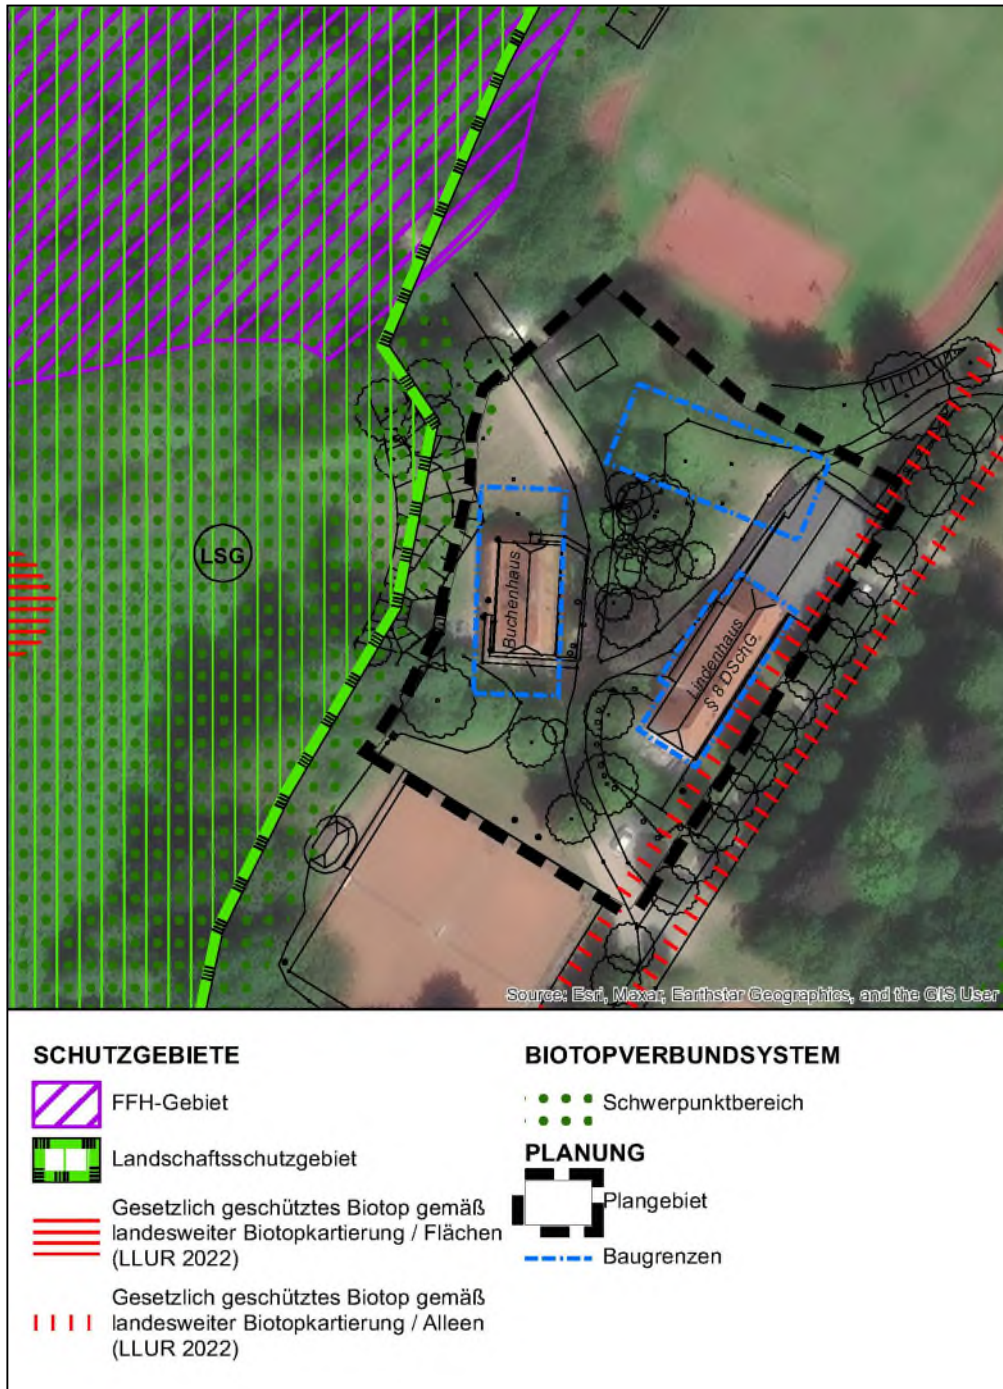 LSG
Buchenhaus
Lindenhaus
§ 8 DSchG
Source: Esri, Maxar, Earthstar Geographics, and the GIS User
SCHUTZGEBIETE
FFH-Gebiet
Landschaftsschutzgebiet
Gesetzlich geschütztes Biotop gemäß
landesweiter Biotopkartierung / Flächen
(LLUR 2022)
Gesetzlich geschütztes Biotop gemäß
landesweiter Biotopkartierung / Alleen
(LLUR 2022)
BIOTOPVERBUNDSYSTEM
Schwerpunktbereich
PLANUNG
Plangebiet
Baugrenzen